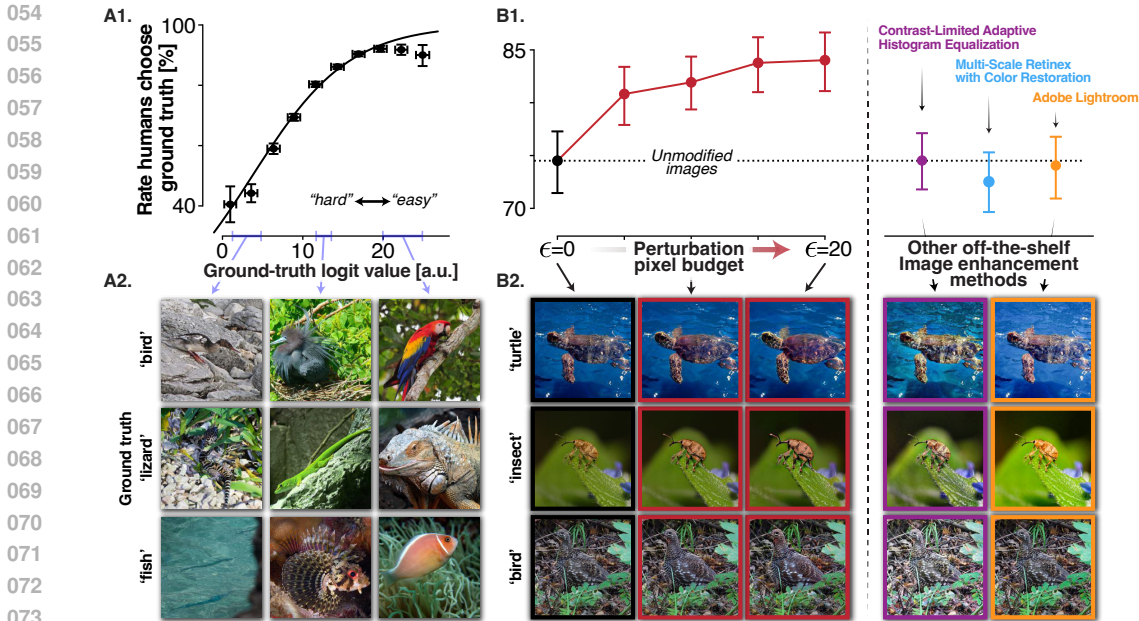 054
055
056
057
058
059
060
061
062
063
064
065
066
067
068
069
070
071
072
073
A1.
Rate humans choose
ground truth [%]
100
40
"hard" "easy"
0 10 20
Ground-truth logit value [a.u.]
A2.
Ground truth
'bird'
'lizard'
'fish'
B1.
85
70
Unmodified
images
ϵ=0 Perturbation
pixel budget
ϵ=20
Contrast-Limited Adaptive
Histogram Equalization
Multi-Scale Retinex
with Color Restoration
Adobe Lightroom
Other off-the-shelf
Image enhancement
methods
B2.
'turtle'
'insect'
'bird'